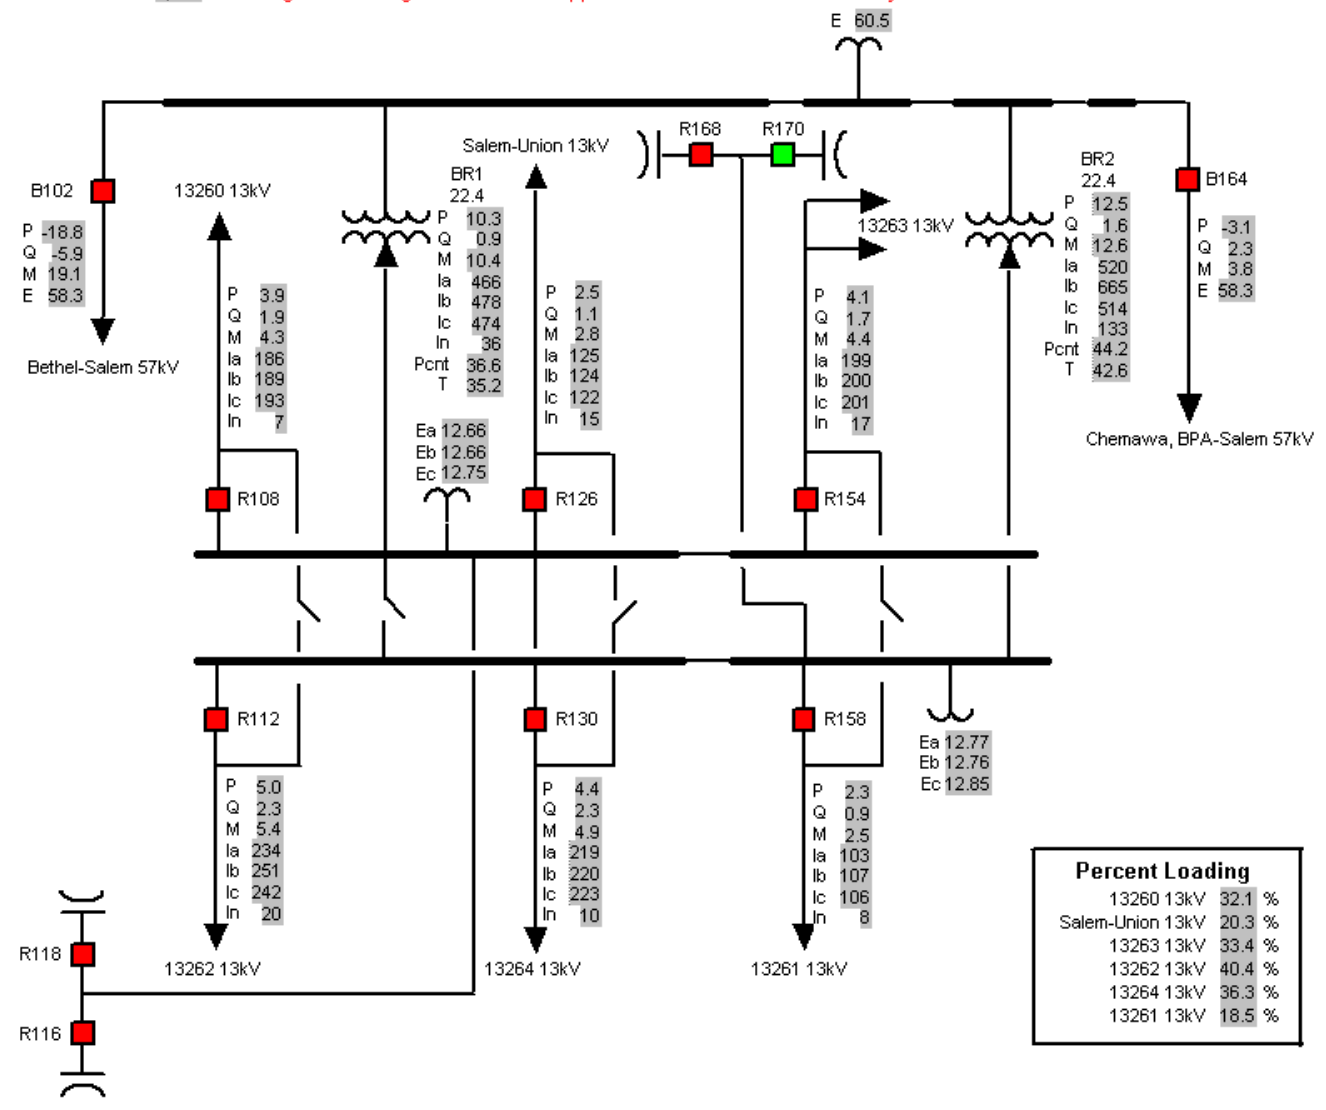 E 60.5
R168
R170
Salem-Union 13kV
B102
13260 13kV
BR1
22.4
P 10.3
Q 0.9
M 10.4
Ia 466
Ib 478
Ic 474
In 36
Pcnt 36.6
T 35.2
BR2
22.4
P 12.5
Q 1.6
M 12.6
Ia 520
Ib 665
Ic 514
In 133
Pcnt 44.2
T 42.6
B164
P -18.8
Q -5.9
M 19.1
E 58.3
Bethel-Salem 57kV
13263 13kV
P -3.1
Q 2.3
M 3.8
E 58.3
Chemawa, BPA-Salem 57kV
P 3.9
Q 1.9
M 4.3
Ia 186
Ib 189
Ic 193
In 7
P 2.5
Q 1.1
M 2.8
Ia 125
Ib 124
Ic 122
In 15
P 4.1
Q 1.7
M 4.4
Ia 199
Ib 200
Ic 201
In 17
Ea 12.66
Eb 12.66
Ec 12.75
R108
R126
R154
R112
R130
R158
Ea 12.77
Eb 12.76
Ec 12.85
P 5.0
Q 2.3
M 5.4
Ia 234
Ib 251
Ic 242
In 20
P 4.4
Q 2.3
M 4.9
Ia 219
Ib 220
Ic 223
In 10
P 2.3
Q 0.9
M 2.5
Ia 103
Ib 107
Ic 106
In 8
R118
R116
13262 13kV
13264 13kV
13261 13kV
Percent Loading
13260 13kV 32.1 %
Salem-Union 13kV 20.3 %
13263 13kV 33.4 %
13262 13kV 40.4 %
13264 13kV 36.3 %
13261 13kV 18.5 %